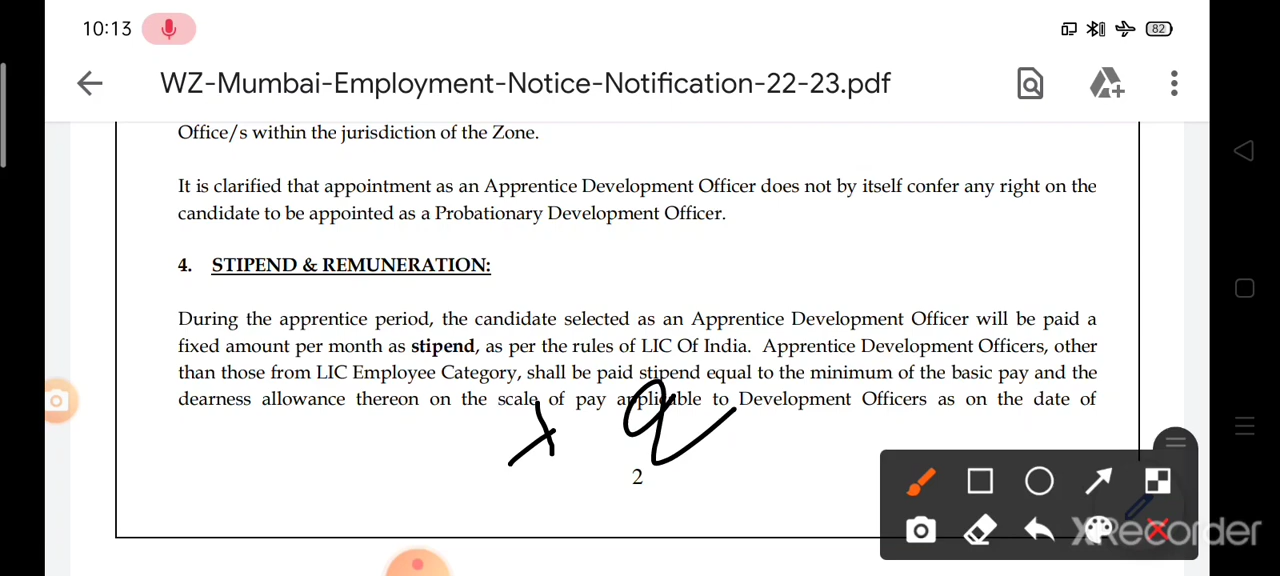 10:13
82
WZ-Mumbai-Employment-Notice-Notification-22-23.pdf
Office/s within the jurisdiction of the Zone.
It is clarified that appointment as an Apprentice Development Officer does not by itself confer any right on the
candidate to be appointed as a Probationary Development Officer.
4. STIPEND & REMUNERATION:
During the apprentice period, the candidate selected as an Apprentice Development Officer will be paid a
fixed amount per month as stipend, as per the rules of LIC Of India. Apprentice Development Officers, other
than those from LIC Employee Category, shall be paid stipend equal to the minimum of the basic pay and the
dearness allowance thereon on the scale of pay applicable to Development Officers as on the date of
2
XRecorder